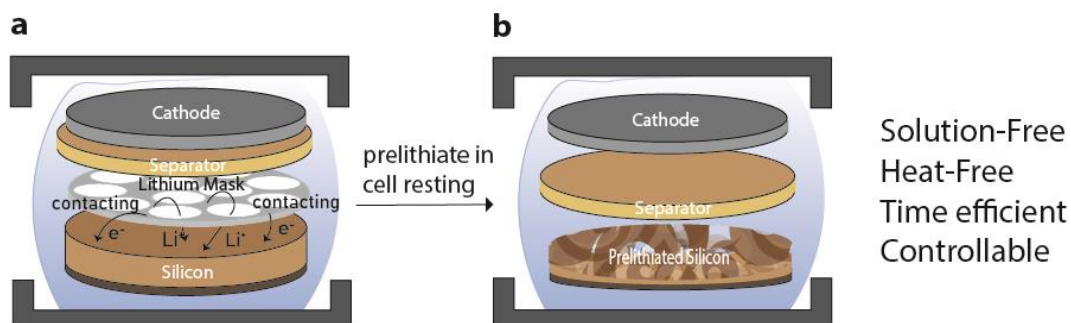 a
Cathode
Separator
Lithium Mask
contacting
contacting
e-
Li+
Li+
e-
Silicon
prelithiate in
cell resting
b
Cathode
Separator
Prelithiated Silicon
Solution-Free
Heat-Free
Time efficient
Controllable